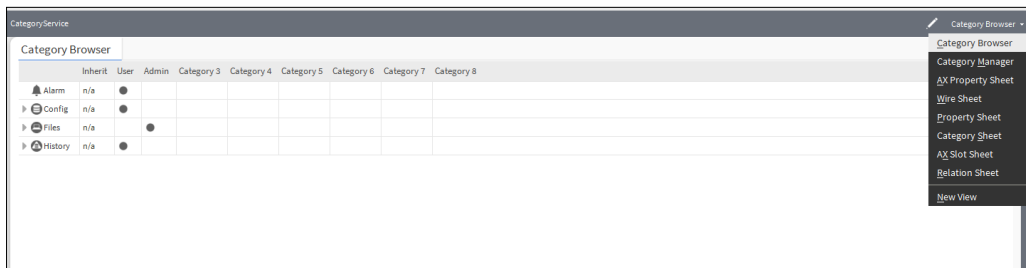 CategoryService
Category Browser
Category Browser
Inherit User Admin Category 3 Category 4 Category 5 Category 6 Category 7 Category 8
Alarm n/a
Config n/a
Files n/a
History n/a
Category Browser
Category Manager
AX Property Sheet
Wire Sheet
Property Sheet
Category Sheet
AX Slot Sheet
Relation Sheet
New View